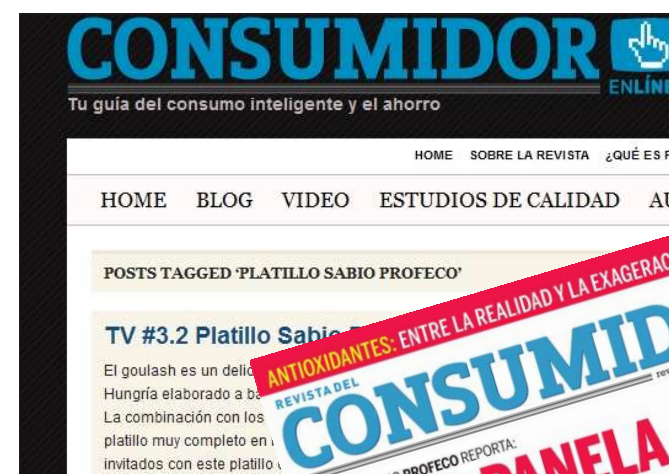 CONSUMIDOR
EN LÍNE
Tu guía del consumo inteligente y el ahorro
HOME SOBRE LA REVISTA ¿QUÉ ES
HOME BLOG VIDEO ESTUDIOS DE CALIDAD
POSTS TAGGED ‘PLATILLO SABIO PROFECO’
TV #3.2 Platillo Sabio
El goulash es un
Hungría elaborado a
La combinación con los
platillo muy completo en
invitados con este platillo
ANTIOXIDANTES: ENTRE LA REALIDAD Y LA EXAGERAC
REVISTA DEL
CONSUMID
PROFECO REPORTA:
PANELA